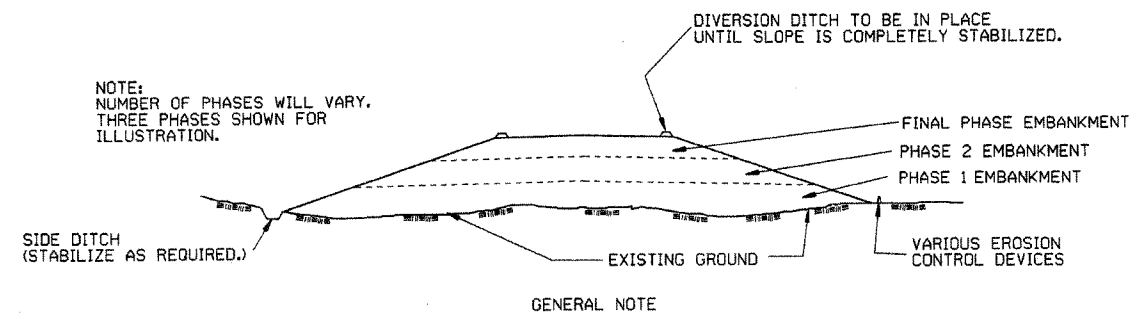 DIVERSION DITCH TO BE IN PLACE
UNTIL SLOPE IS COMPLETELY STABILIZED.
NOTE:
NUMBER OF PHASES WILL VARY.
THREE PHASES SHOWN FOR
ILLUSTRATION.
FINAL PHASE EMBANKMENT
PHASE 2 EMBANKMENT
PHASE 1 EMBANKMENT
SIDE DITCH
(STABILIZE AS REQUIRED.)
EXISTING GROUND
VARIOUS EROSION
CONTROL DEVICES
GENERAL NOTE